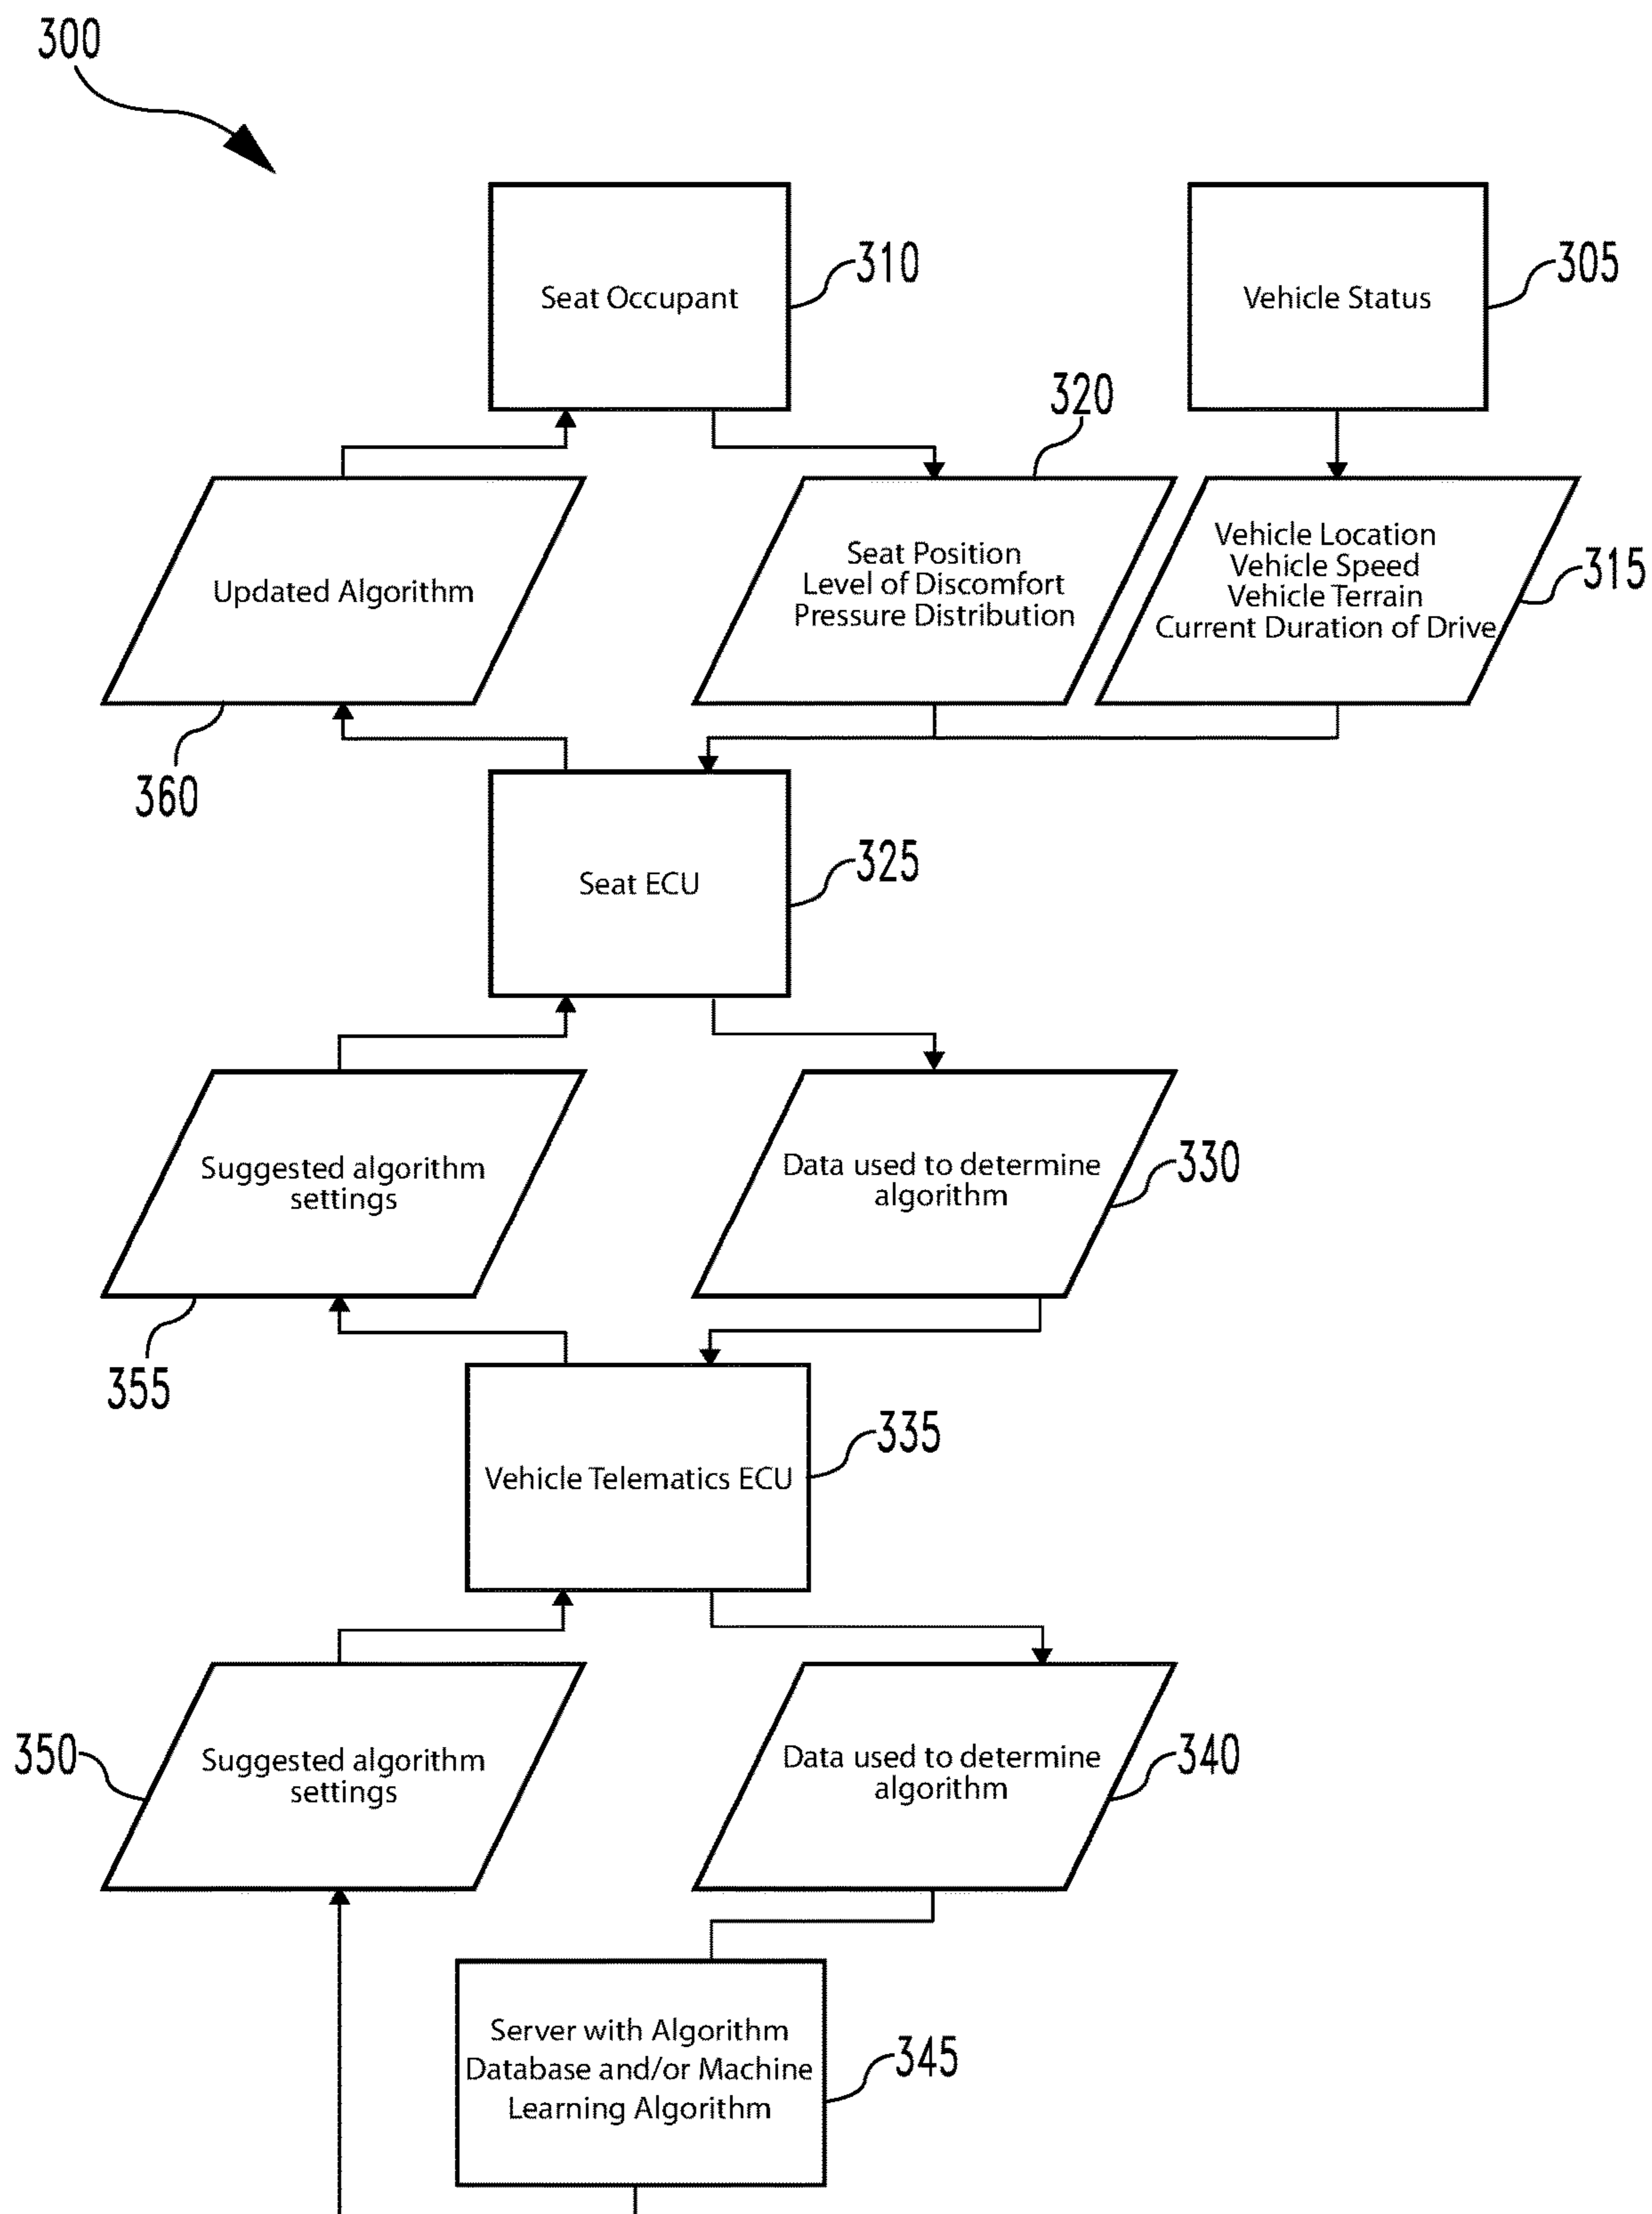 300
310
Seat Occupant
305
Vehicle Status
320
Updated Algorithm
360
Seat Position
Level of Discomfort
Pressure Distribution
Vehicle Location
Vehicle Speed
Vehicle Terrain
Current Duration of Drive
315
Seat ECU
325
Suggested algorithm
settings
355
Data used to determine
algorithm
330
Vehicle Telematics ECU
335
350
Suggested algorithm
settings
Data used to determine
algorithm
340
Server with Algorithm
Database and/or Machine
Learning Algorithm
345